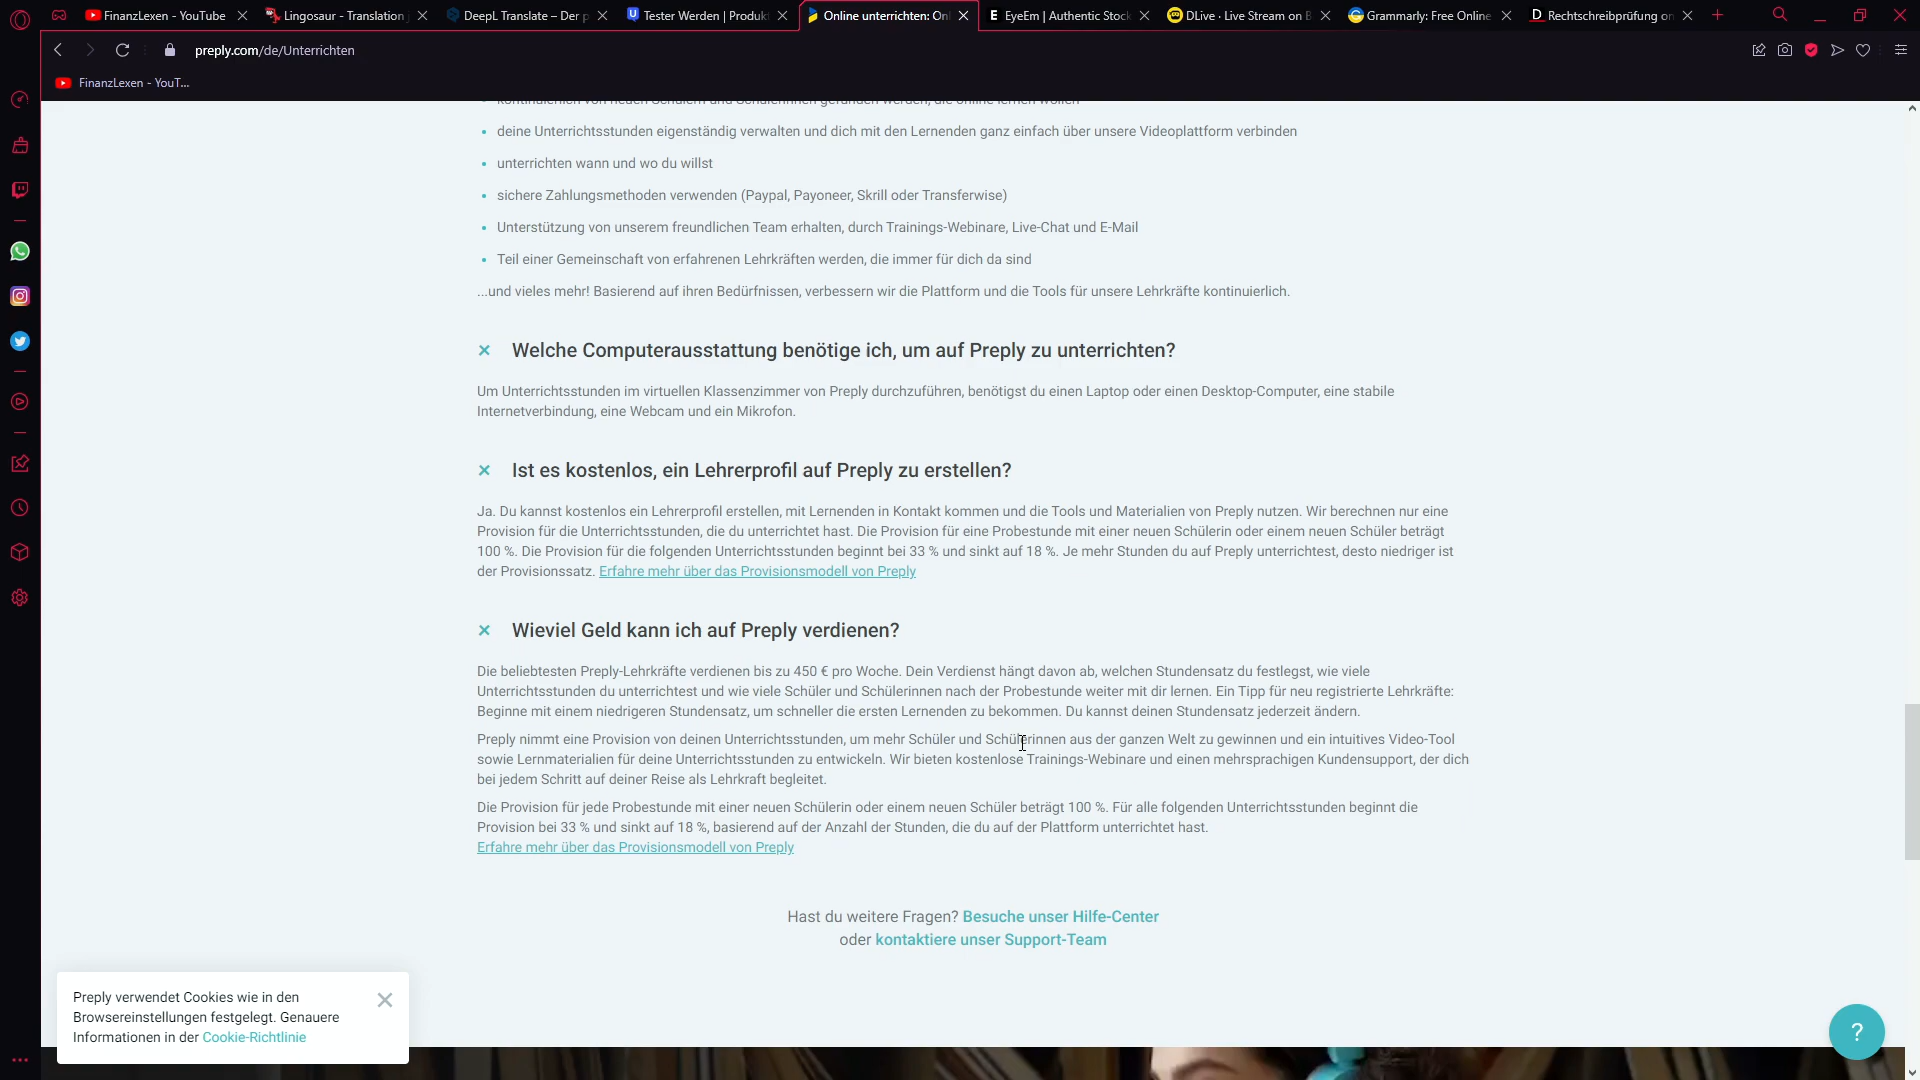 FinanzLexen - YouTube
Lingosaur - Translation
DeepL Translate – Der p
Tester Werden | Produk
Online unterrichten: On
EyeEm | Authentic Stock
DLive · Live Stream on B
Grammarly: Free Online
Rechtschreibprüfung on
preply.com/de/Unterrichten
FinanzLexen - YouT...
kontinuierlich von neuen Schülern und Schülerinnen gefunden werden, die online lernen wollen
deine Unterrichtsstunden eigenständig verwalten und dich mit den Lernenden ganz einfach über unsere Videoplattform verbinden
unterrichten wann und wo du willst
sichere Zahlungsmethoden verwenden (Paypal, Payoneer, Skrill oder Transferwise)
Unterstützung von unserem freundlichen Team erhalten, durch Trainings-Webinare, Live-Chat und E-Mail
Teil einer Gemeinschaft von erfahrenen Lehrkräften werden, die immer für dich da sind
...und vieles mehr! Basierend auf ihren Bedürfnissen, verbessern wir die Plattform und die Tools für unsere Lehrkräfte kontinuierlich.
Welche Computerausstattung benötige ich, um auf Preply zu unterrichten?
Um Unterrichtsstunden im virtuellen Klassenzimmer von Preply durchzuführen, benötigst du einen Laptop oder einen Desktop-Computer, eine stabile
Internetverbindung, eine Webcam und ein Mikrofon.
Ist es kostenlos, ein Lehrerprofil auf Preply zu erstellen?
Ja. Du kannst kostenlos ein Lehrerprofil erstellen, mit Lernenden in Kontakt kommen und die Tools und Materialien von Preply nutzen. Wir berechnen nur eine
Provision für die Unterrichtsstunden, die du unterrichtet hast. Die Provision für eine Probestunde mit einer neuen Schülerin oder einem neuen Schüler beträgt
100 %. Die Provision für die folgenden Unterrichtsstunden beginnt bei 33 % und sinkt auf 18 %. Je mehr Stunden du auf Preply unterrichtest, desto niedriger ist
der Provisionssatz. Erfahre mehr über das Provisionsmodell von Preply
Wieviel Geld kann ich auf Preply verdienen?
Die beliebtesten Preply-Lehrkräfte verdienen bis zu 450 € pro Woche. Dein Verdienst hängt davon ab, welchen Stundensatz du festlegst, wie viele
Unterrichtsstunden du unterrichtest und wie viele Schüler und Schülerinnen nach der Probestunde weiter mit dir lernen. Ein Tipp für neu registrierte Lehrkräfte:
Beginne mit einem niedrigeren Stundensatz, um schneller die ersten Lernenden zu bekommen. Du kannst deinen Stundensatz jederzeit ändern.
Preply nimmt eine Provision von deinen Unterrichtsstunden, um mehr Schüler und Schülerinnen aus der ganzen Welt zu gewinnen und ein intuitives Video-Tool
sowie Lernmaterialien für deine Unterrichtsstunden zu entwickeln. Wir bieten kostenlose Trainings-Webinare und einen mehrsprachigen Kundensupport, der dich
bei jedem Schritt auf deiner Reise als Lehrkraft begleitet.
Die Provision für jede Probestunde mit einer neuen Schülerin oder einem neuen Schüler beträgt 100 %. Für alle folgenden Unterrichtsstunden beginnt die
Provision bei 33 % und sinkt auf 18 %, basierend auf der Anzahl der Stunden, die du auf der Plattform unterrichtet hast.
Erfahre mehr über das Provisionsmodell von Preply
Hast du weitere Fragen? Besuche unser Hilfe-Center
oder kontaktiere unser Support-Team
Preply verwendet Cookies wie in den
Browsereinstellungen festgelegt. Genauere
Informationen in der Cookie-Richtlinie
?